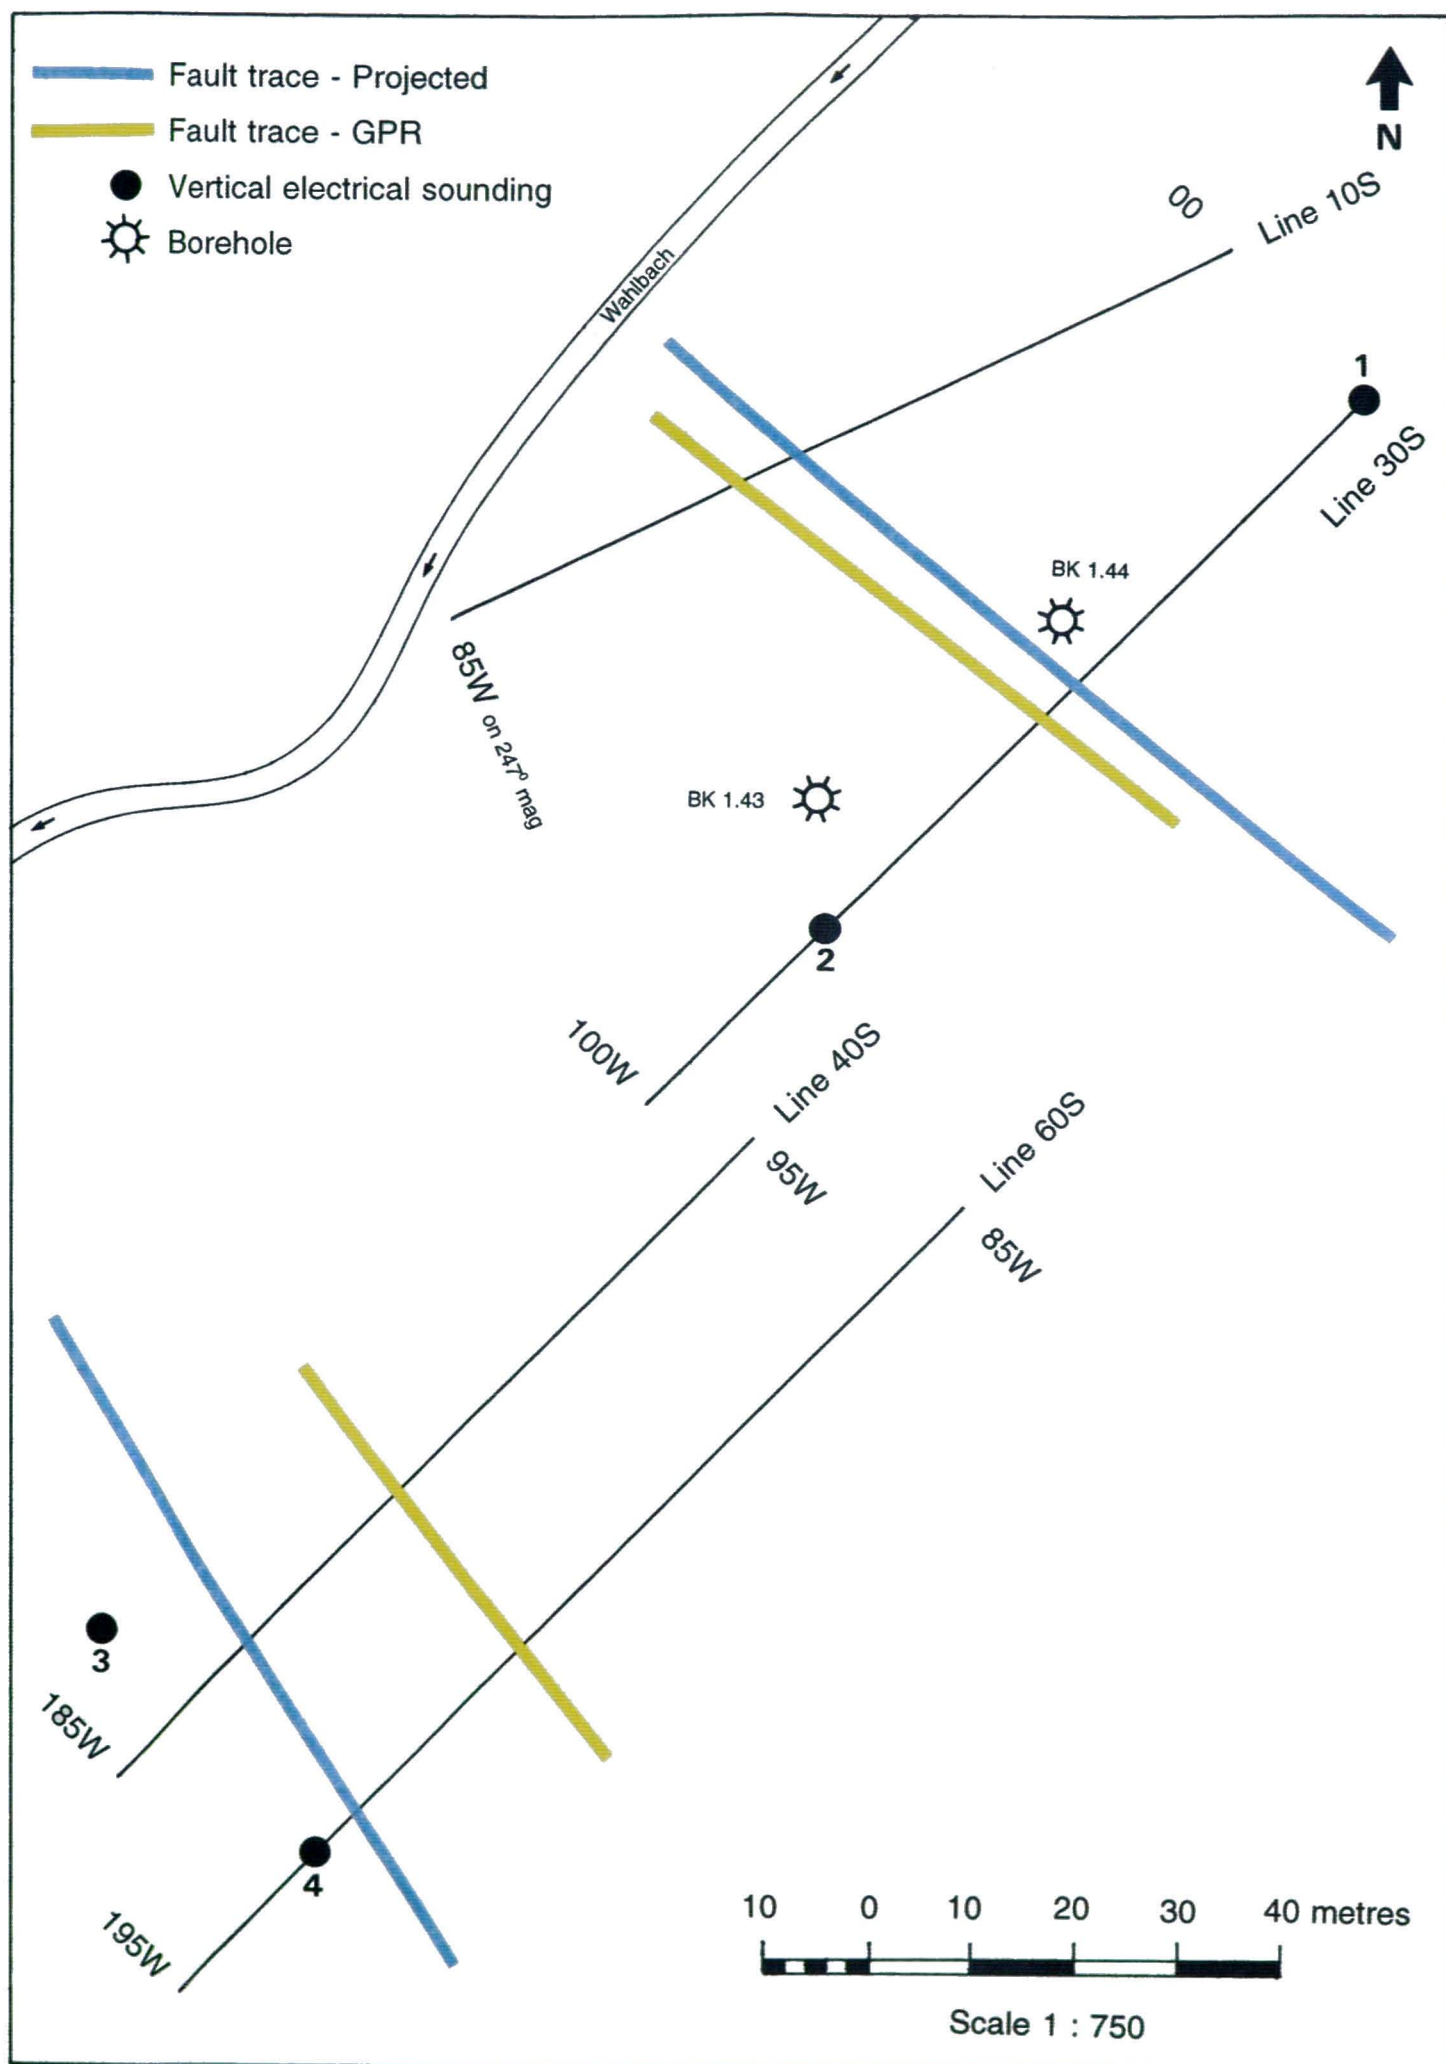 Fault trace - Projected
Fault trace - GPR
Vertical electrical sounding
Borehole
N
00
Line 10S
Wahlbach
1
Line 30S
BK 1.44
85W on 247⁰ mag
BK 1.43
2
100W
Line 40S
95W
Line 60S
85W
3
185W
4
195W
10 0 10 20 30 40 metres
Scale 1 : 750